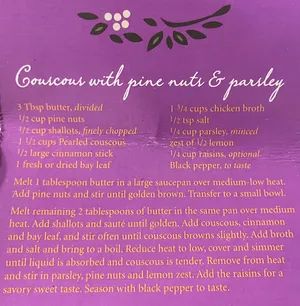 Couscous with pine nuts & parsley
3 Tbsp butter, divided
1/2 cup pine nuts
3/2 cup shallots, finely chopped
1 1/2 cups Pearled couscous
1/2 large cinnamon stick
1 fresh or dried bay leaf
1 3/4 cups chicken broth
1/2 tsp salt
1/4 cup parsley, minced
zest of 1/2 lemon
1/4 cup raisins, optional
Black pepper, to taste
Melt 1 tablespoon butter in a large saucepan over medium-low heat.
Add pine nuts and stir until golden brown. Transfer to a small bowl.
Melt remaining 2 tablespoons of butter in the same pan over medium
heat. Add shallots and sauté until golden. Add couscous, cinnamon
and bay leaf, and stir often until couscous browns slightly. Add broth
and salt and bring to a boil. Reduce heat to low, cover and simmer
until liquid is absorbed and couscous is tender. Remove from heat
and stir in parsley, pine nuts and lemon zest. Add the raisins for a
savory sweet taste. Season with black pepper to taste.